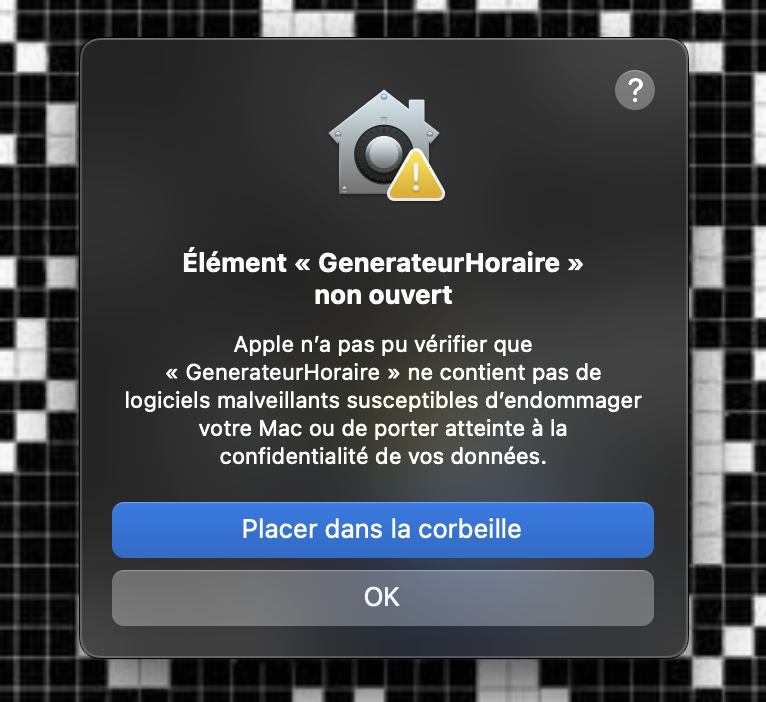 ?
Élément « GenerateurHoraire »
non ouvert
Apple n’a pas pu vérifier que
« GenerateurHoraire » ne contient pas de
logiciels malveillants susceptibles d’endommager
votre Mac ou de porter atteinte à la
confidentialité de vos données.
Placer dans la corbeille
OK